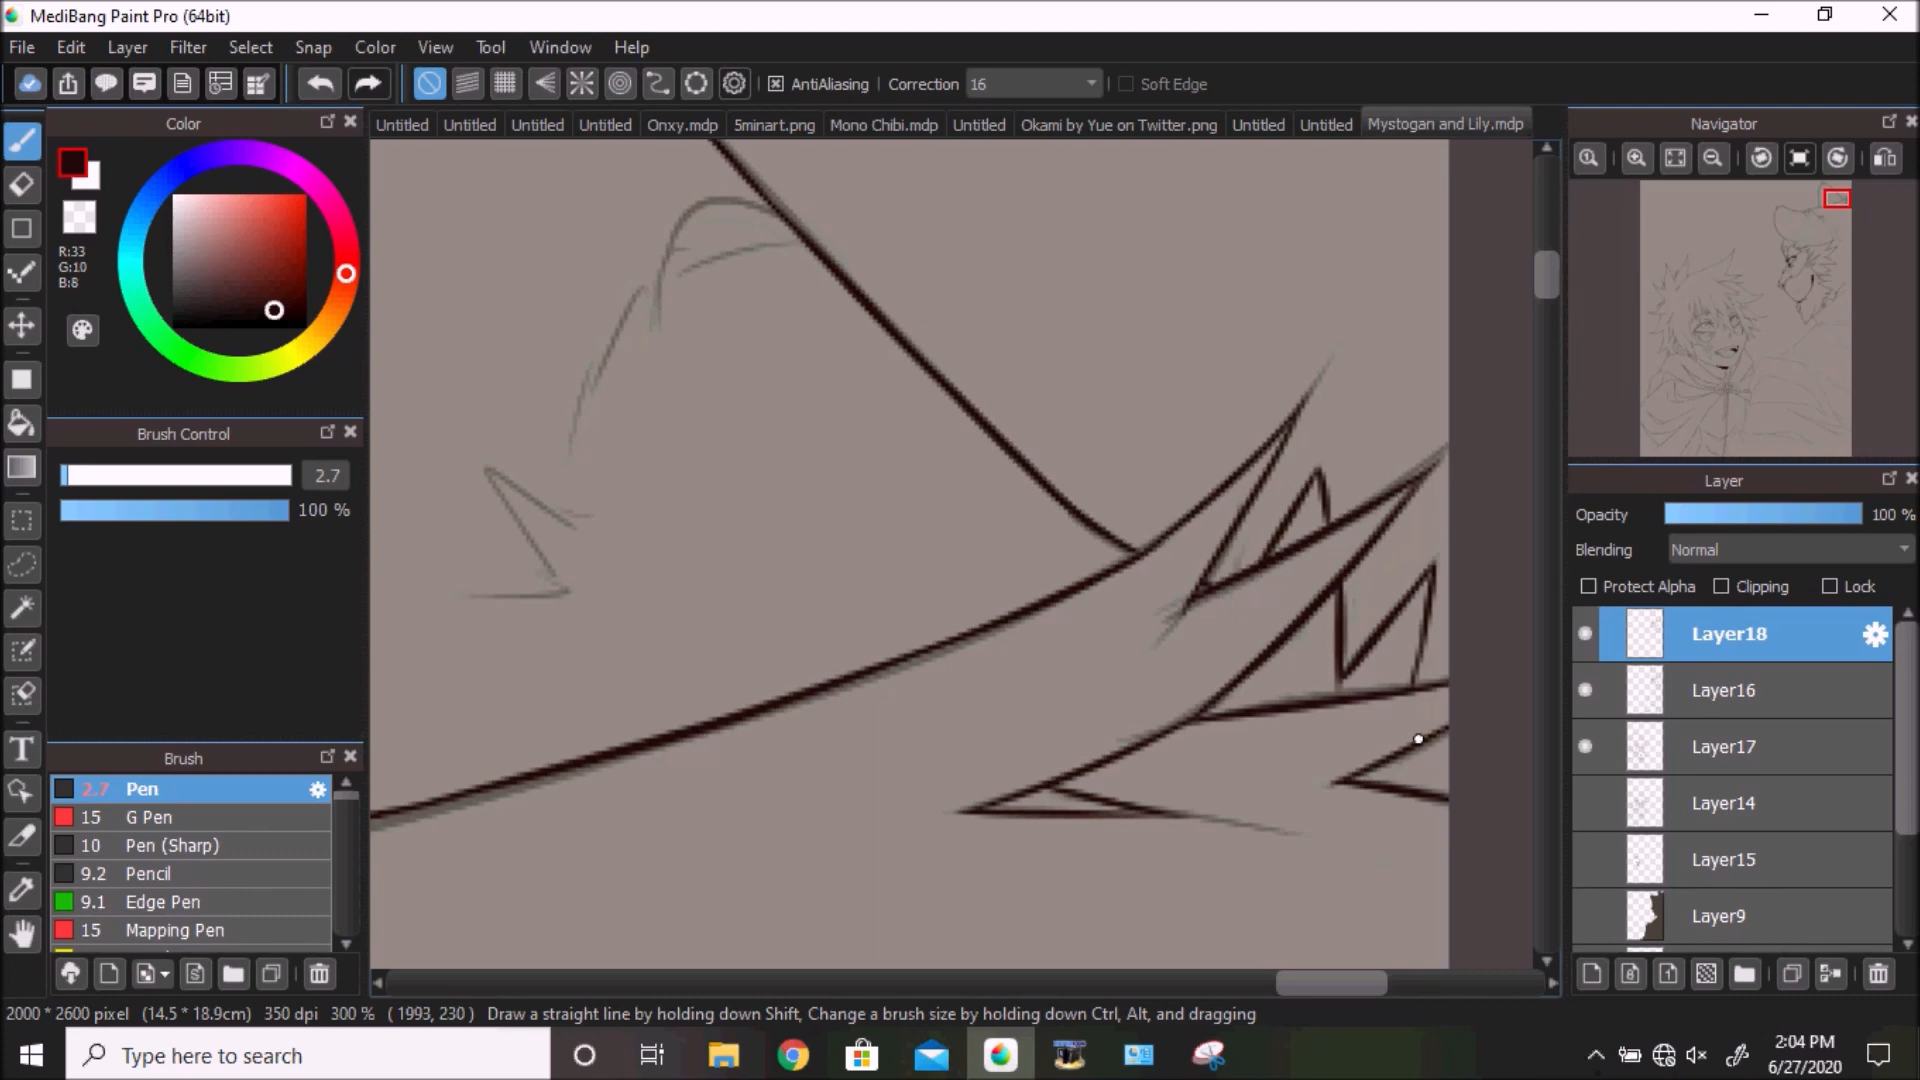 MediBang Paint Pro (64bit)
File Edit Layer Filter Select Snap Color View Tool Window Help
AntiAliasing Correction 16 Soft Edge
Color
Untitled Untitled Untitled Untitled Onxy.mdp 5minart.png Mono Chibi.mdp Untitled Okami by Yue on Twitter.png Untitled Untitled Mystogan and Lily.mdp
Navigator
R:33
G:10
B:8
Brush Control
2.7
100 %
Layer
Opacity 100 %
Blending Normal
Protect Alpha Clipping Lock
Layer18
Layer16
Layer17
Layer14
Layer15
Layer9
Brush
2.7 Pen
15 G Pen
10 Pen (Sharp)
9.2 Pencil
9.1 Edge Pen
15 Mapping Pen
2000 * 2600 pixel (14.5 * 18.9cm) 350 dpi 300 % ( 1993, 230 ) Draw a straight line by holding down Shift, Change a brush size by holding down Ctrl, Alt, and dragging
Type here to search
2:04 PM
6/27/2020